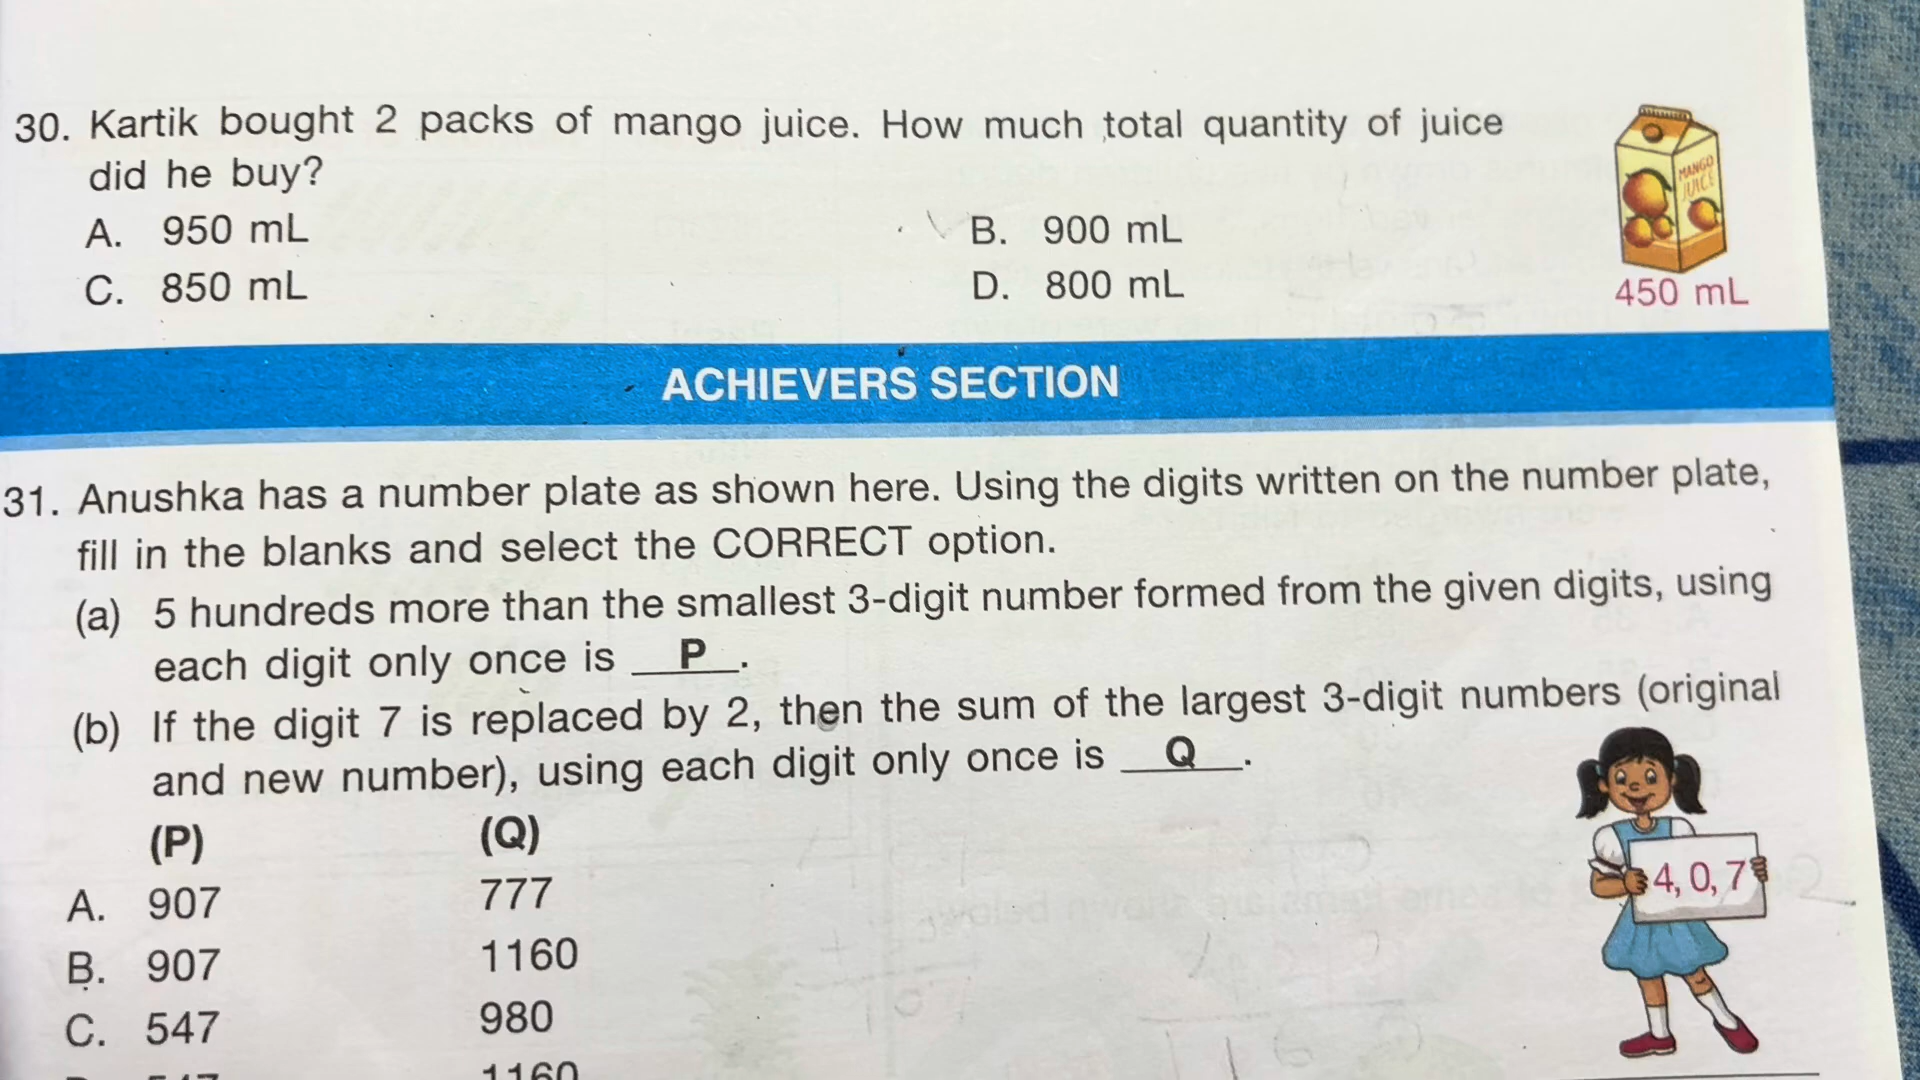 30. Kartik bought 2 packs of mango juice. How much total quantity of juice
did he buy?
A. 950 mL B. 900 mL
C. 850 mL D. 800 mL
MANGO
JUICE
450 mL
ACHIEVERS SECTION
31. Anushka has a number plate as shown here. Using the digits written on the number plate,
fill in the blanks and select the CORRECT option.
(a) 5 hundreds more than the smallest 3-digit number formed from the given digits, using
each digit only once is __P__.
(b) If the digit 7 is replaced by 2, then the sum of the largest 3-digit numbers (original
and new number), using each digit only once is __Q__.
(P) (Q)
A. 907 777
B. 907 1160
C. 547 980
1160
4, 0, 7